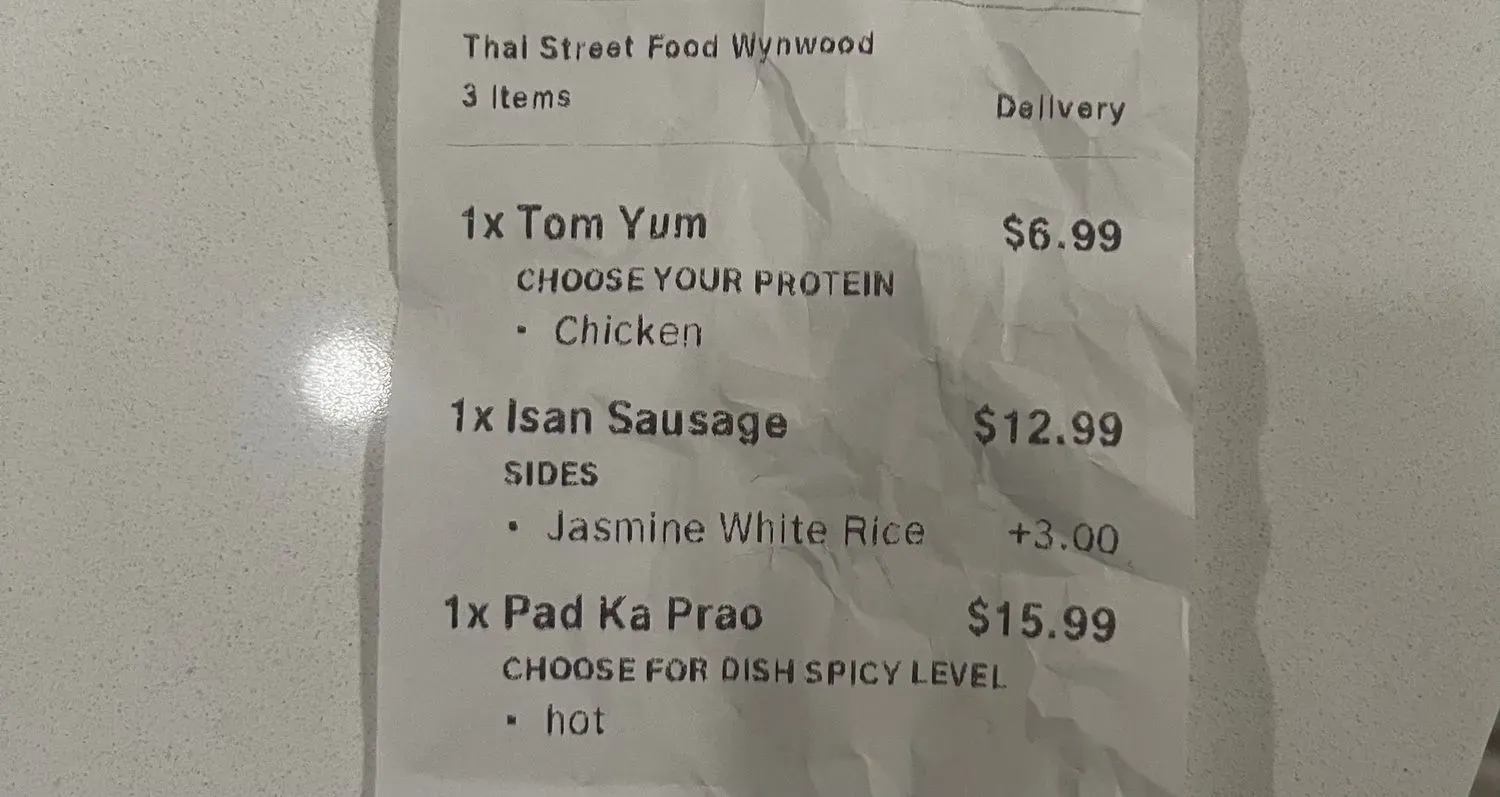 Thai Street Food Wynwood
3 Items
Delivery
1x Tom Yum $6.99
CHOOSE YOUR PROTEIN
· Chicken
1x Isan Sausage $12.99
SIDES
· Jasmine White Rice +3.00
1x Pad Ka Prao $15.99
CHOOSE FOR DISH SPICY LEVEL
· hot